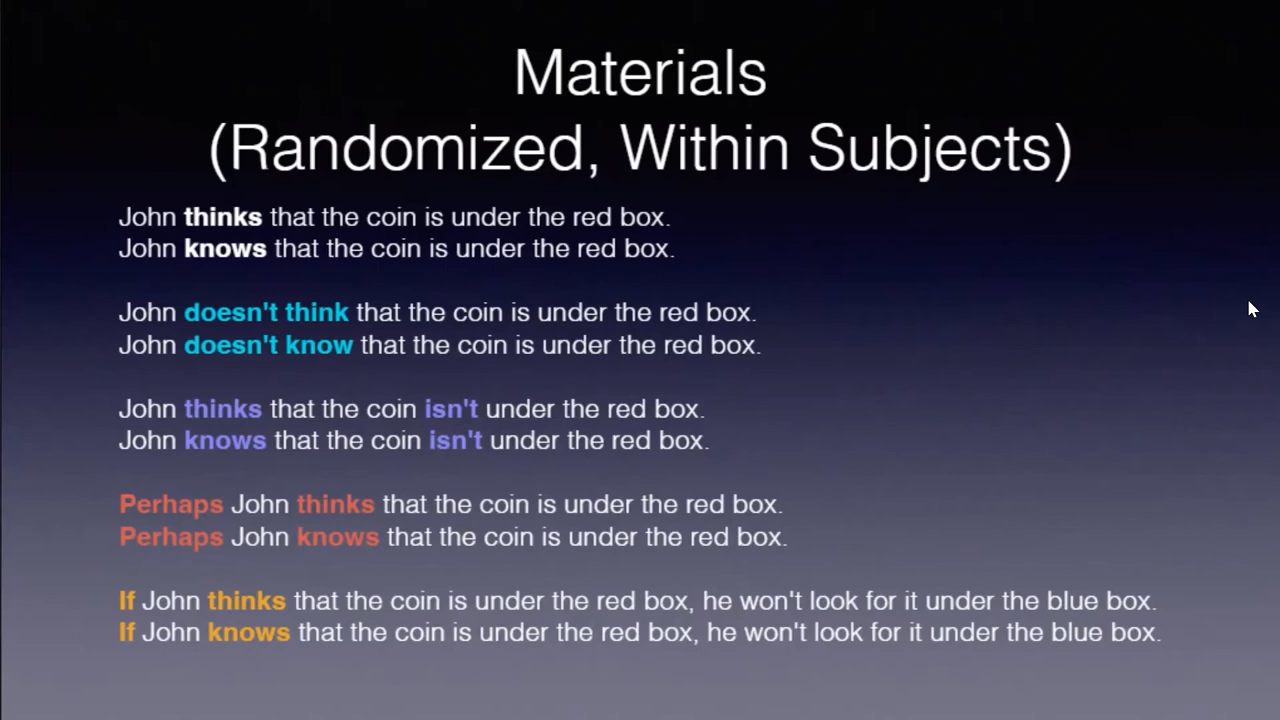 Materials
(Randomized, Within Subjects)
John thinks that the coin is under the red box.
John knows that the coin is under the red box.
John doesn't think that the coin is under the red box.
John doesn't know that the coin is under the red box.
John thinks that the coin isn't under the red box.
John knows that the coin isn't under the red box.
Perhaps John thinks that the coin is under the red box.
Perhaps John knows that the coin is under the red box.
If John thinks that the coin is under the red box, he won't look for it under the blue box.
If John knows that the coin is under the red box, he won't look for it under the blue box.